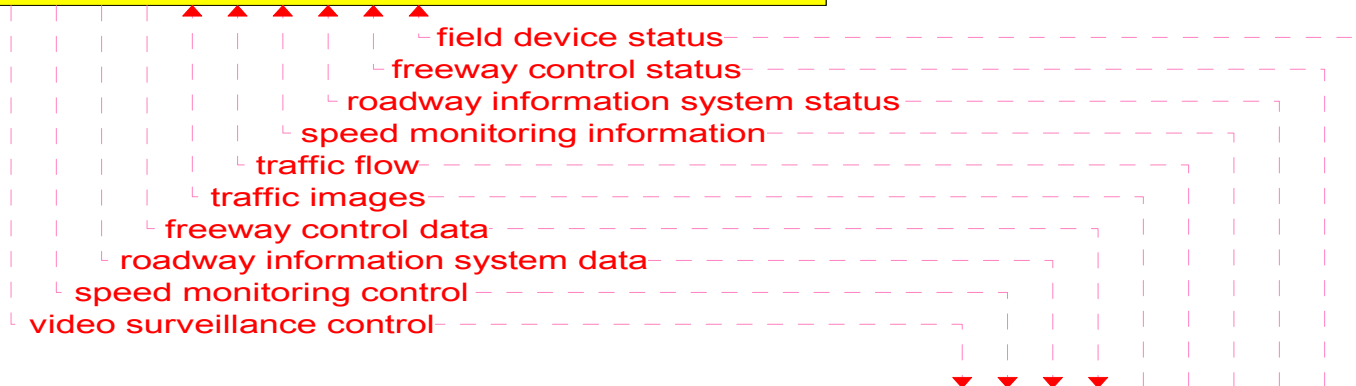 field device status
freeway control status
roadway information system status
speed monitoring information
traffic flow
traffic images
freeway control data
roadway information system data
speed monitoring control
video surveillance control